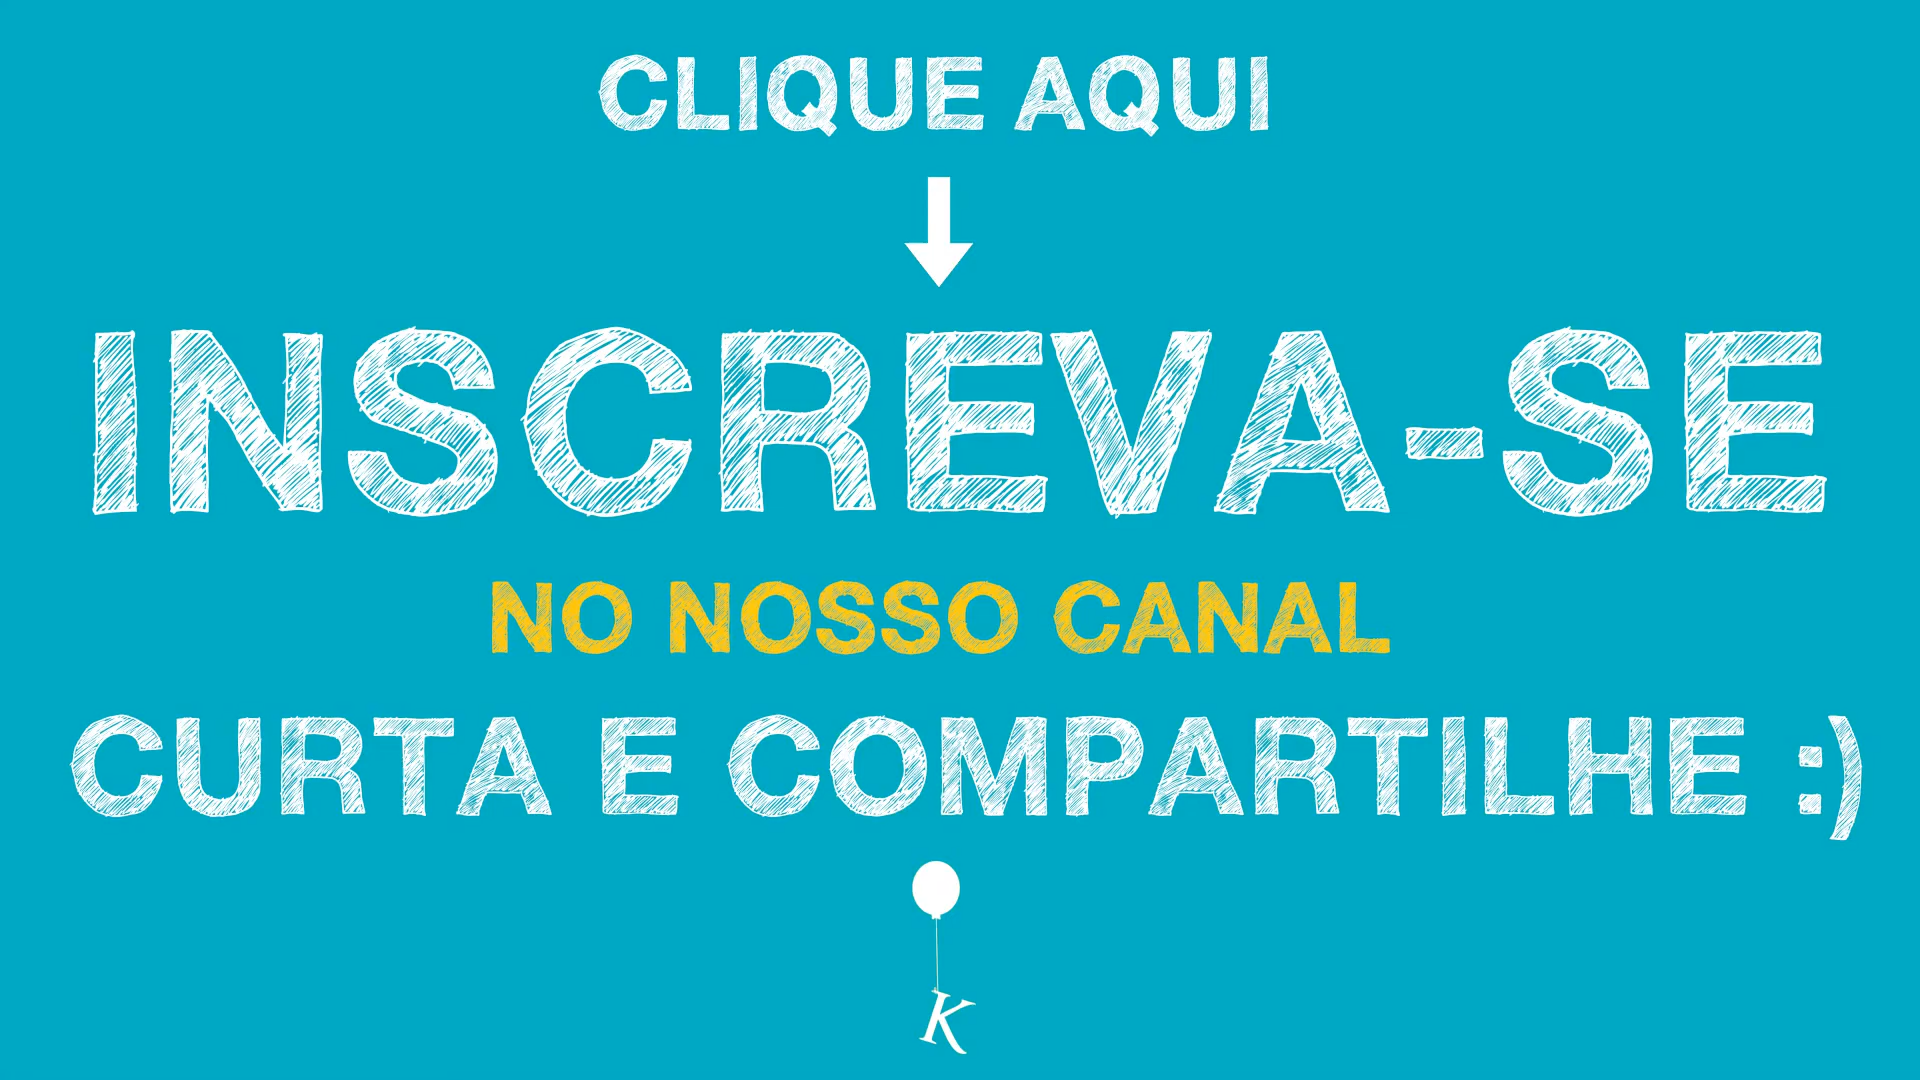 CLIQUE AQUI
INSCREVA-SE
NO NOSSO CANAL
CURTA E COMPARTILHE :)
K